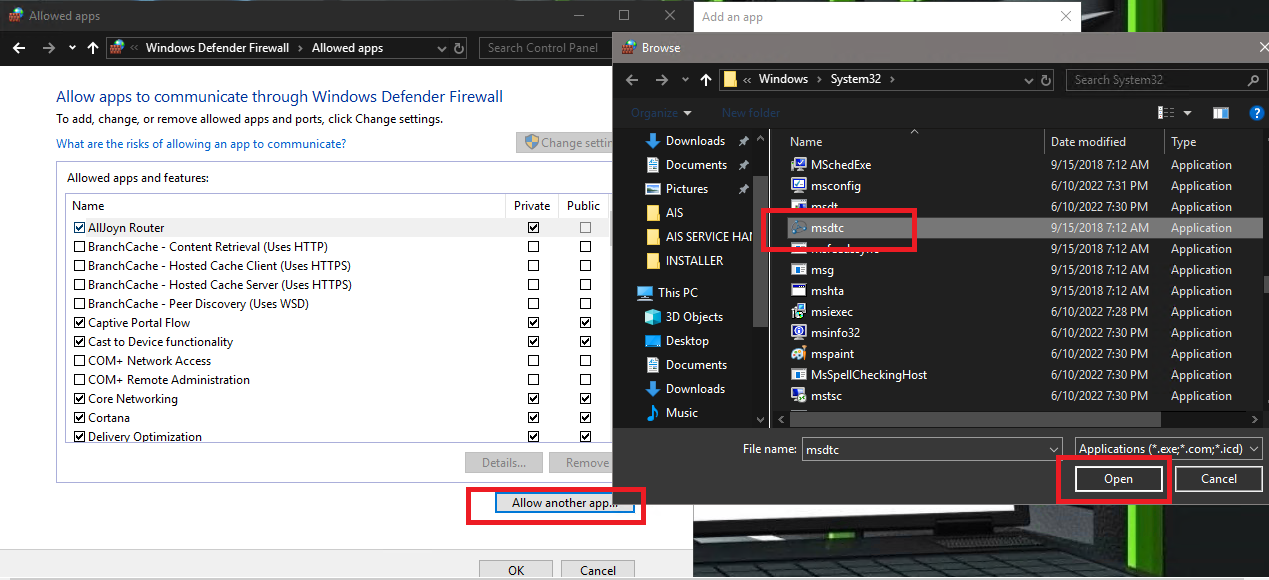 Allowed apps
Windows Defender Firewall > Allowed apps
Search Control Panel
Allow apps to communicate through Windows Defender Firewall
To add, change, or remove allowed apps and ports, click Change settings.
What are the risks of allowing an app to communicate?
Change settin
Allowed apps and features:
Name Private Public
AllJoyn Router
BranchCache - Content Retrieval (Uses HTTP)
BranchCache - Hosted Cache Client (Uses HTTPS)
BranchCache - Hosted Cache Server (Uses HTTPS)
BranchCache - Peer Discovery (Uses WSD)
Captive Portal Flow
Cast to Device functionality
COM+ Network Access
COM+ Remote Administration
Core Networking
Cortana
Delivery Optimization
Details... Remove
Allow another app...
OK Cancel
Add an app
Browse
« Windows > System32 >
Search System32
Organize New folder
Downloads
Documents
Pictures
AIS
AIS SERVICE HAN
INSTALLER
This PC
3D Objects
Desktop
Documents
Downloads
Music
Name Date modified Type
MSchedExe 9/15/2018 7:12 AM Application
msconfig 6/10/2022 7:31 PM Application
msdt 6/10/2022 7:30 PM Application
msdtc 9/15/2018 7:12 AM Application
msfeedssync 9/15/2018 7:12 AM Application
msg 9/15/2018 7:12 AM Application
mshta 9/15/2018 7:12 AM Application
msiexec 6/10/2022 7:28 PM Application
msinfo32 6/10/2022 7:30 PM Application
mspaint 6/10/2022 7:30 PM Application
MsSpellCheckingHost 6/10/2022 7:30 PM Application
mstsc 6/10/2022 7:30 PM Application
File name: msdtc Applications (*.exe;*.com;*.icd)
Open Cancel